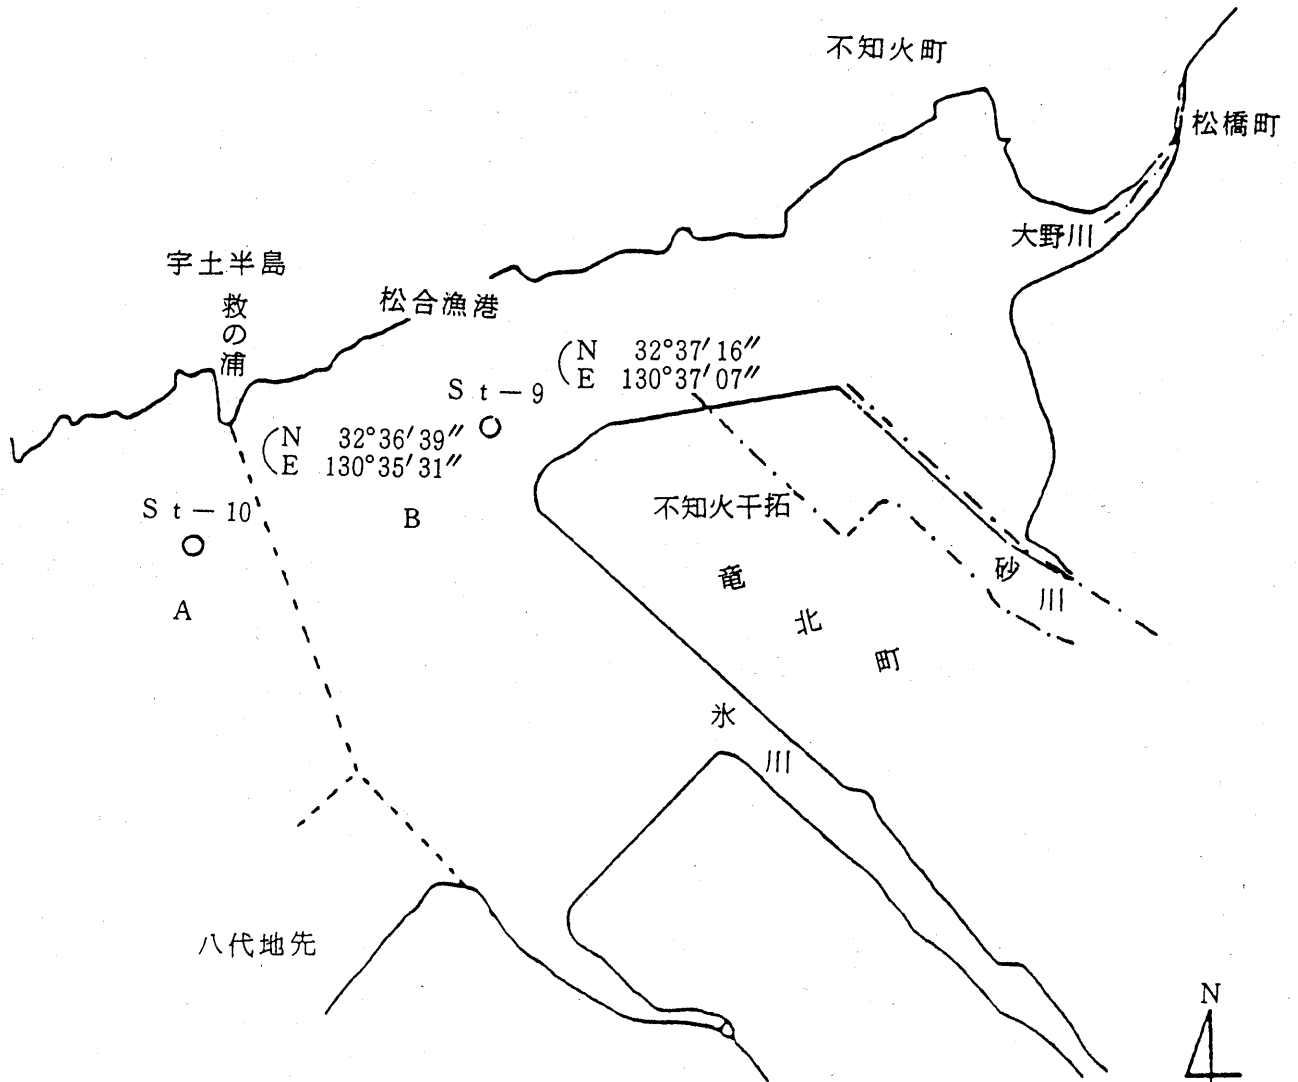 不知火町
松橋町
大野川
宇土半島
救の浦
松合漁港
N 32°37′16″
E 130°37′07″
St-9
N 32°36′39″
E 130°35′31″
St-10
B
A
不知火干拓
竜北町
砂川
氷川
八代地先
N